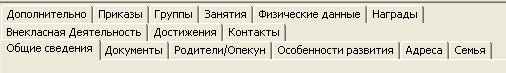 Дополнительно Приказы Группы Занятия Физические данные Награды
Внекласная Деятельность Достижения Контакты
Общие сведения Документы Родители/Опекун Особенности развития Адреса Семья